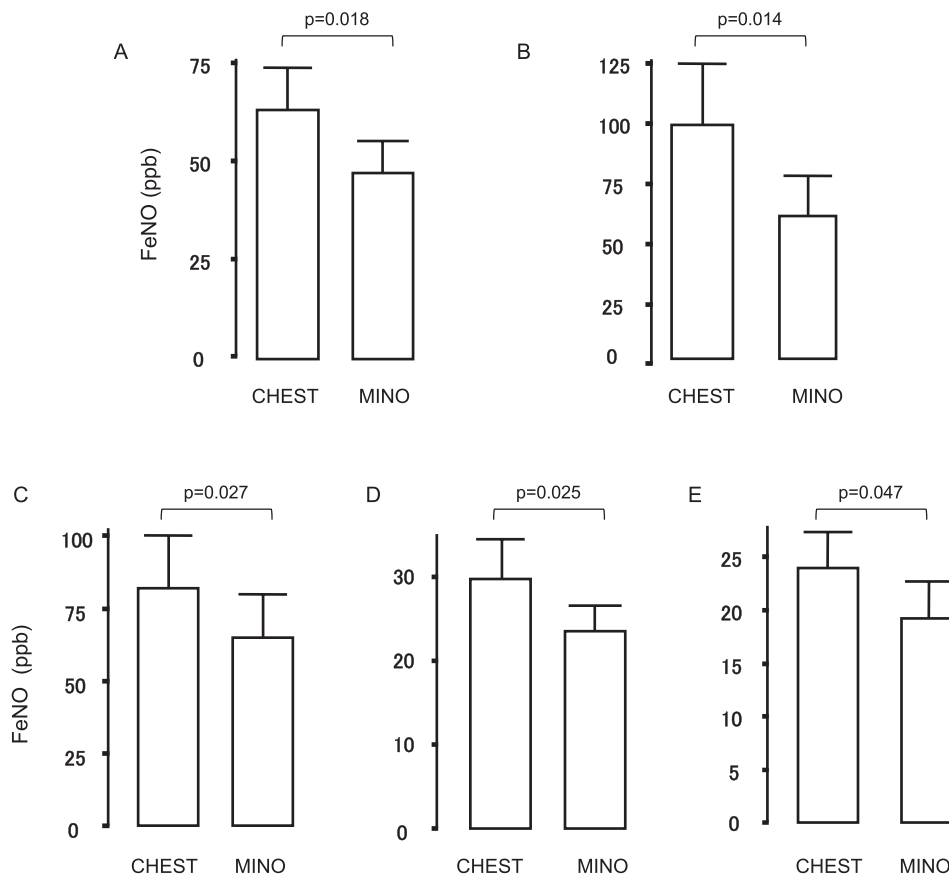 p=0.018
p=0.014
A
B
75
50
25
0
FeNO (ppb)
CHEST
MINO
125
100
75
50
25
0
CHEST
MINO
p=0.027
p=0.025
p=0.047
C
D
E
100
75
50
25
0
FeNO (ppb)
CHEST
MINO
30
20
10
0
CHEST
MINO
25
20
15
10
5
0
CHEST
MINO